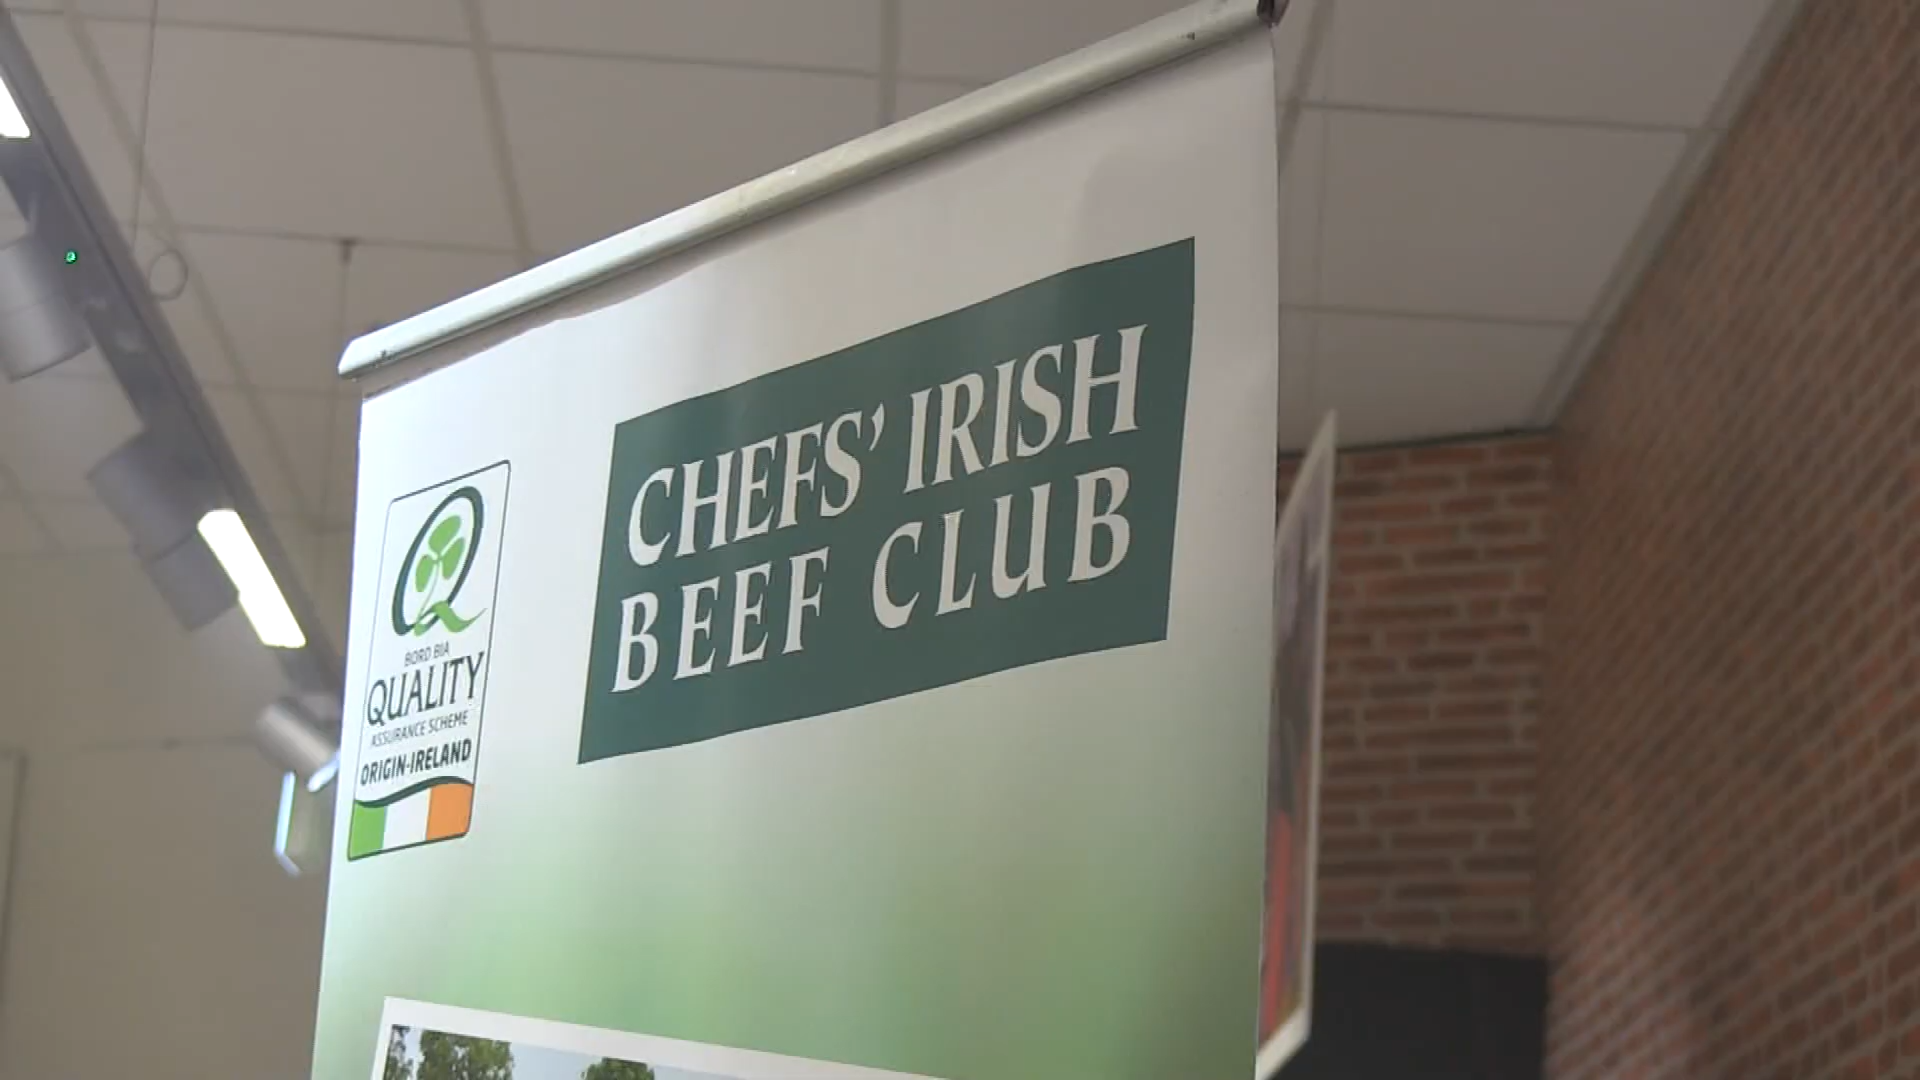 CHEFS' IRISH
BEEF CLUB
BORD BIA
QUALITY
ASSURANCE SCHEME
ORIGIN-IRELAND